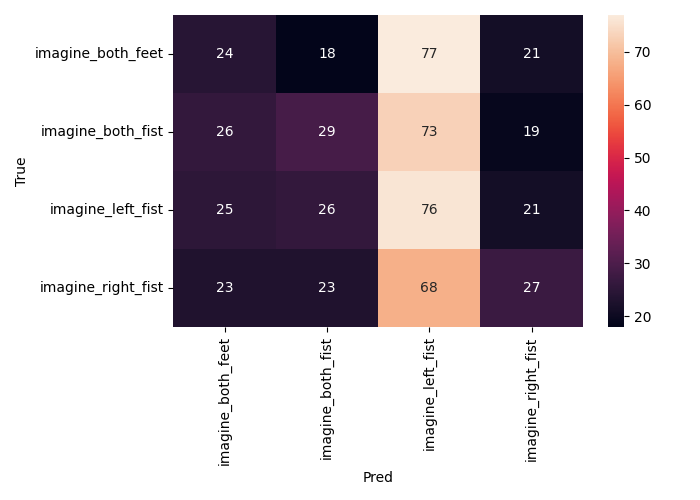 imagine_both_feet 24 18 77 21
imagine_both_fist 26 29 73 19
imagine_left_fist 25 26 76 21
imagine_right_fist 23 23 68 27
True
imagine_both_feet
imagine_both_fist
imagine_left_fist
imagine_right_fist
Pred
70
60
50
40
30
20